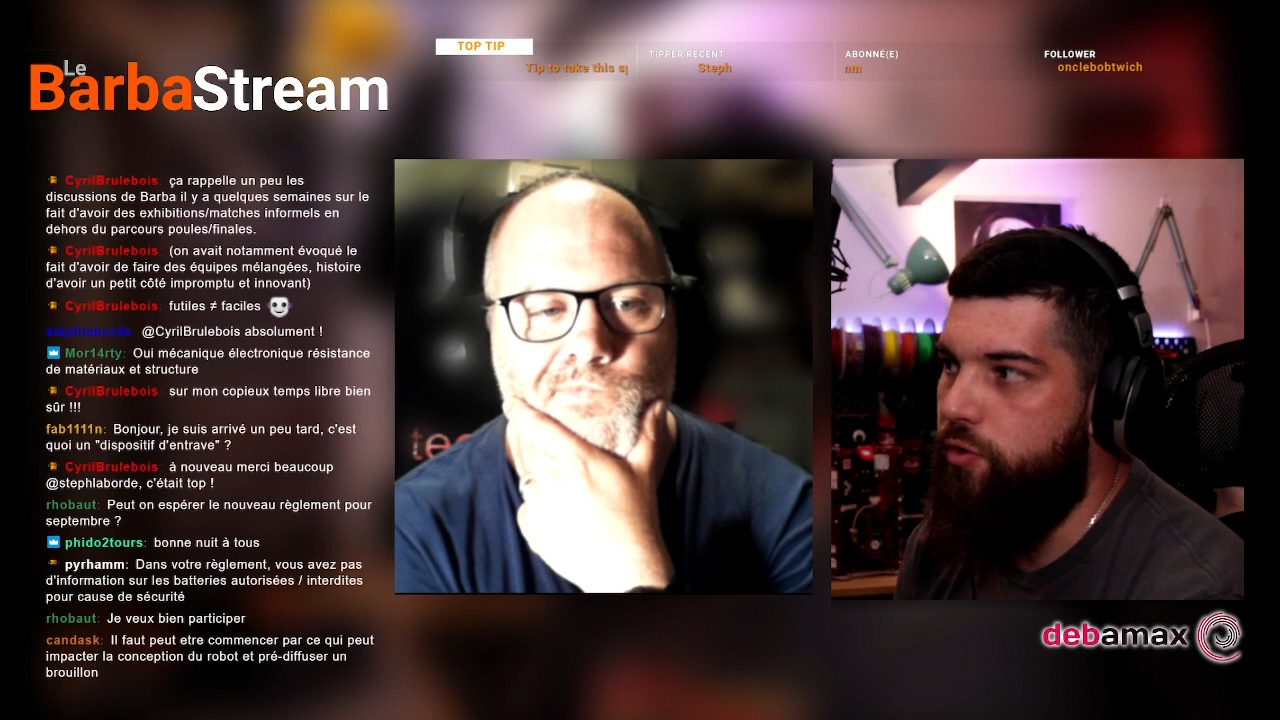 Le
BarbaStream
TOP TIP
Tip to take this
TIPPER RECENT
Steph
ABONNÉ(E)
nm
FOLLOWER
onclebobtwich
CyrilBrulebois: ça rappelle un peu les
discussions de Barba il y a quelques semaines sur le
fait d'avoir des exhibitions/matches informels en
dehors du parcours poules/finales.
CyrilBrulebois: (on avait notamment évoqué le
fait d'avoir de faire des équipes mélangées, histoire
d'avoir un petit côté impromptu et innovant)
CyrilBrulebois: futiles ≠ faciles
stephlaborde: @CyrilBrulebois absolument !
Mor14rty: Oui mécanique électronique résistance
de matériaux et structure
CyrilBrulebois: sur mon copieux temps libre bien
sûr !!!
fab1111n: Bonjour, je suis arrivé un peu tard, c'est
quoi un "dispositif d'entrave" ?
CyrilBrulebois: à nouveau merci beaucoup
@stephlaborde, c'était top !
rhobaut: Peut on espérer le nouveau règlement pour
septembre ?
phido2tours: bonne nuit à tous
pyrhamm: Dans votre règlement, vous avez pas
d'information sur les batteries autorisées / interdites
pour cause de sécurité
rhobaut: Je veux bien participer
candask: Il faut peut etre commencer par ce qui peut
impacter la conception du robot et pré-diffuser un
brouillon
debamax